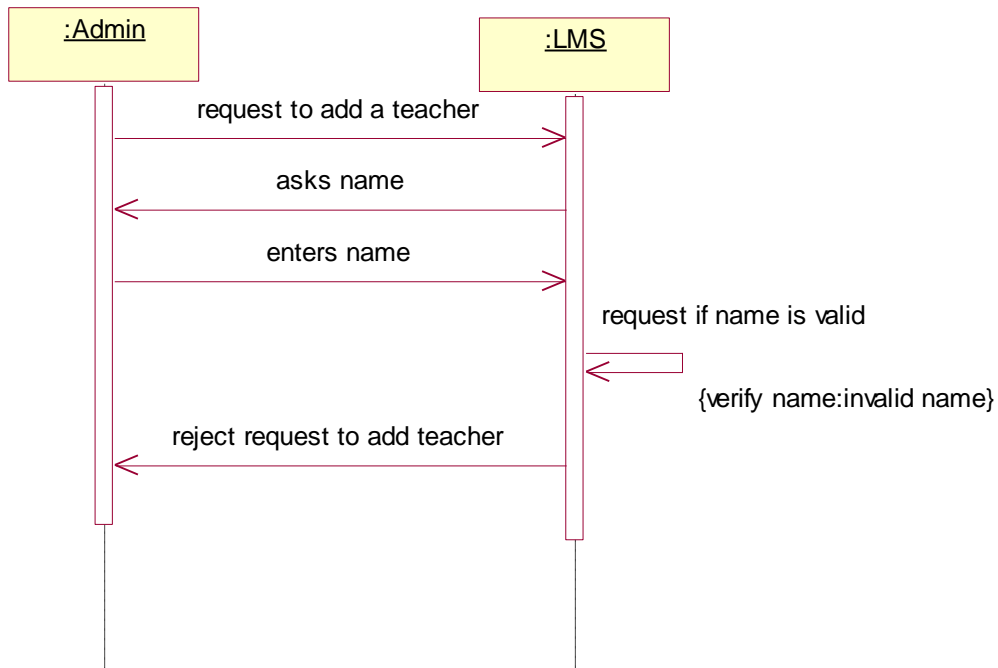 :Admin
:LMS
request to add a teacher
asks name
enters name
request if name is valid
{verify name:invalid name}
reject request to add teacher